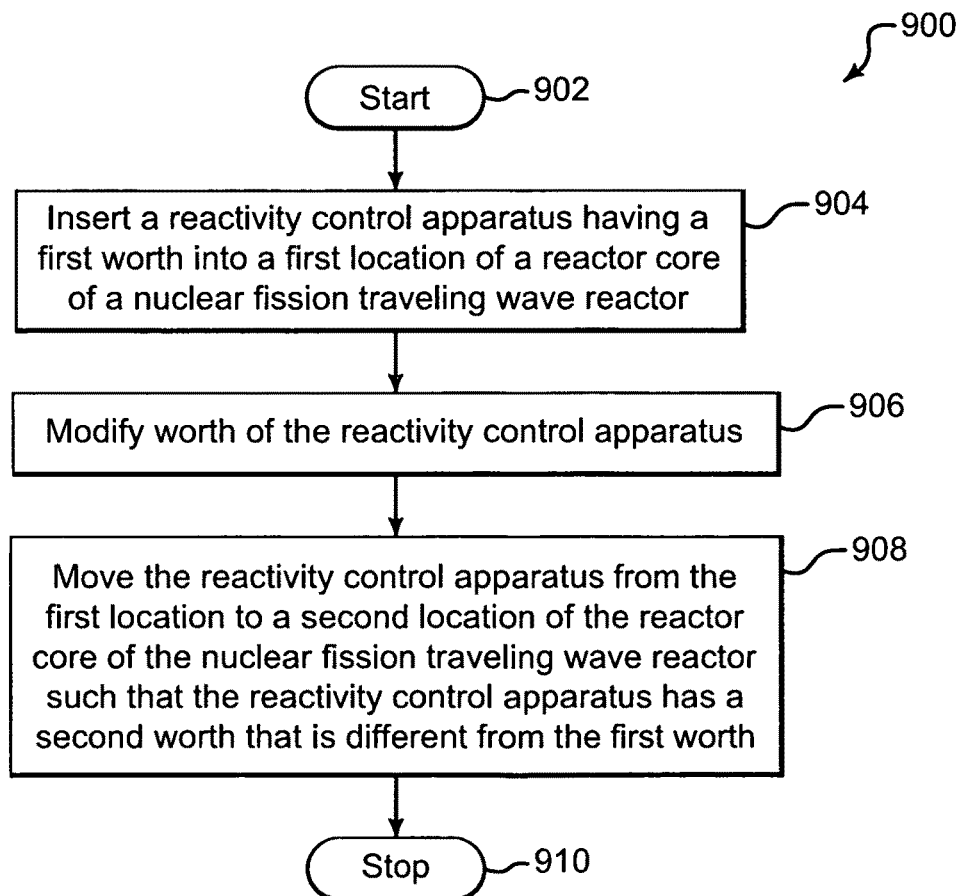 900
Start
902
Insert a reactivity control apparatus having a
first worth into a first location of a reactor core
of a nuclear fission traveling wave reactor
904
Modify worth of the reactivity control apparatus
906
Move the reactivity control apparatus from the
first location to a second location of the reactor
core of the nuclear fission traveling wave reactor
such that the reactivity control apparatus has a
second worth that is different from the first worth
908
Stop
910